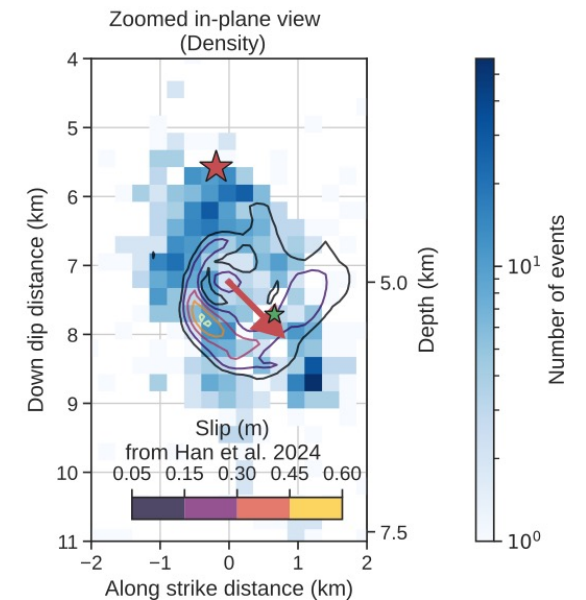 Zoomed in-plane view
(Density)
4
5
6
7
8
9
10
11
Down dip distance (km)
−2
−1
0
1
2
Along strike distance (km)
5.0
7.5
Depth (km)
Slip (m)
from Han et al. 2024
0.05 0.15 0.30 0.45 0.60
10¹
10⁰
Number of events